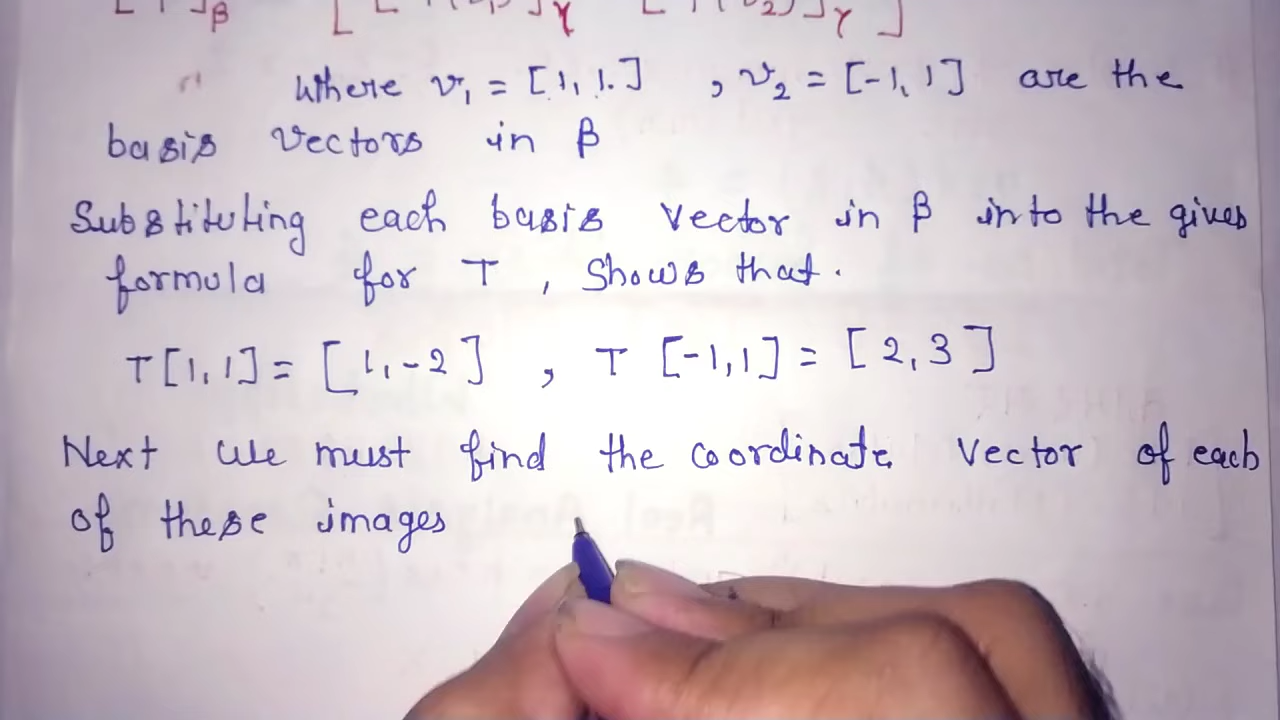 where v₁ = [1, 1.] , v₂ = [-1, 1] are the
basis vectors in β
Substituting each basis vector in β into the gives
formula for T , shows that.
T[1, 1] = [1, -2] , T [-1, 1] = [2, 3]
Next we must find the coordinate vector of each
of these images